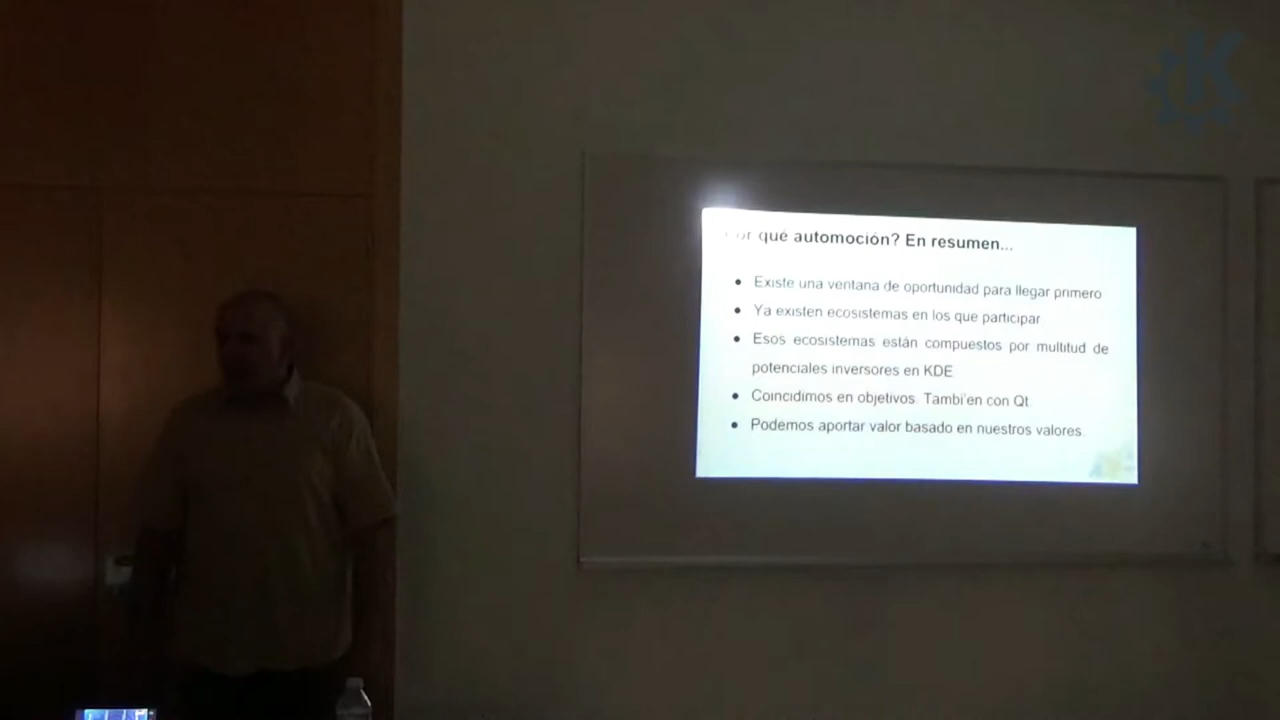 Por qué automoción? En resumen...
Existe una ventana de oportunidad para llegar primero
Ya existen ecosistemas en los que participar
Esos ecosistemas están compuestos por multitud de
potenciales inversores en KDE
Coincidimos en objetivos. Tambi'en con Qt.
Podemos aportar valor basado en nuestros valores.